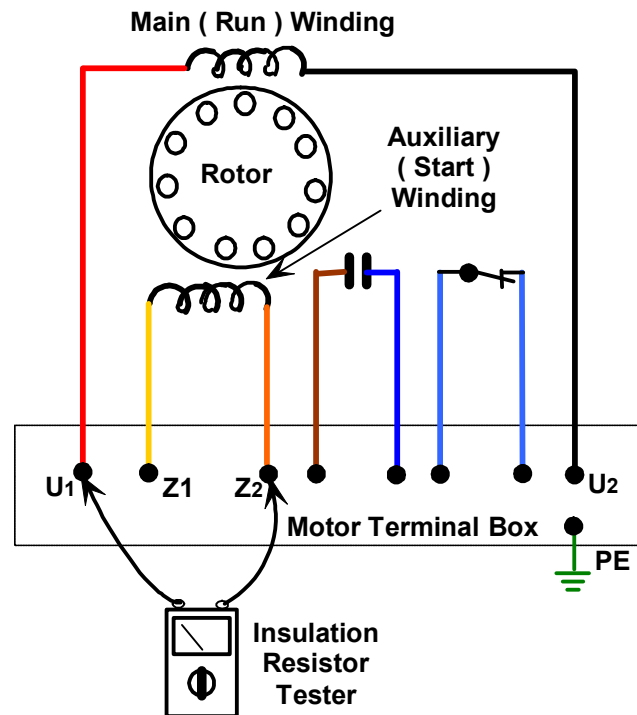 Main ( Run ) Winding
Auxiliary
( Start )
Winding
Rotor
U1
Z1
Z2
U2
Motor Terminal Box
PE
Insulation
Resistor
Tester